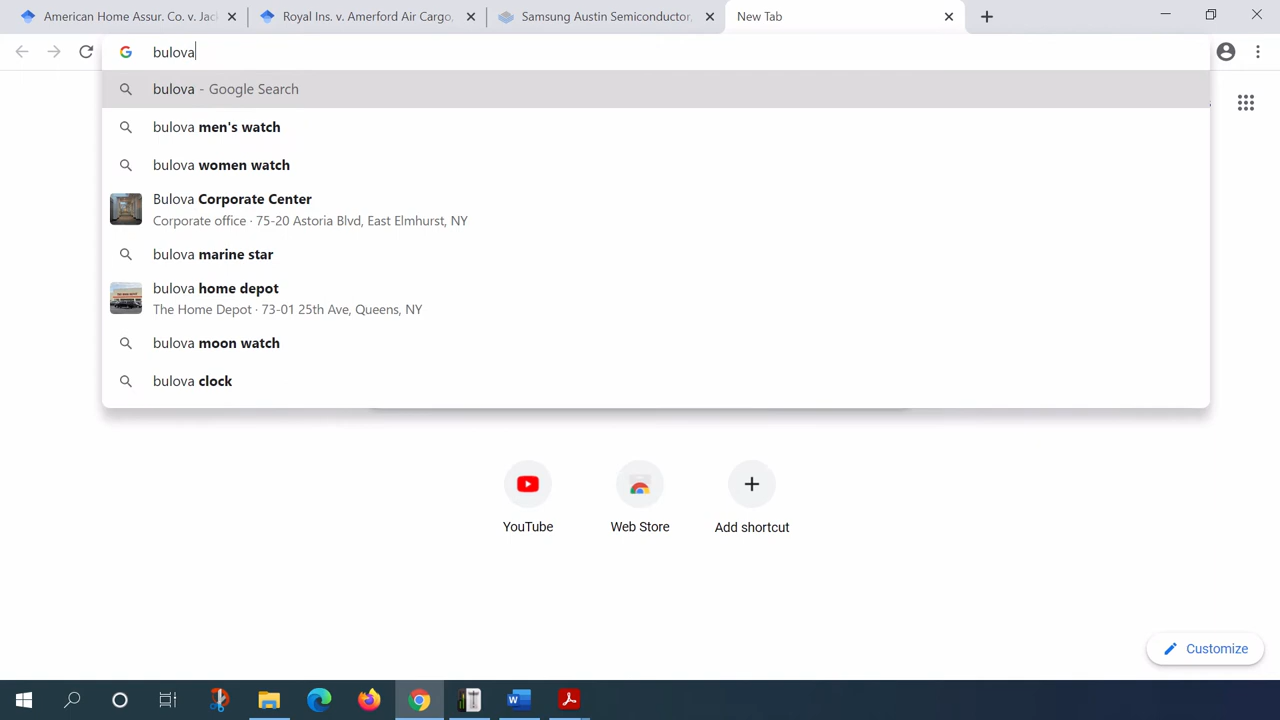 American Home Assur. Co. v. Jac
Royal Ins. v. Amerford Air Cargo,
Samsung Austin Semiconductor,
New Tab
bulova
bulova - Google Search
bulova men's watch
bulova women watch
Bulova Corporate Center
Corporate office · 75-20 Astoria Blvd, East Elmhurst, NY
bulova marine star
bulova home depot
The Home Depot · 73-01 25th Ave, Queens, NY
bulova moon watch
bulova clock
YouTube
Web Store
Add shortcut
Customize